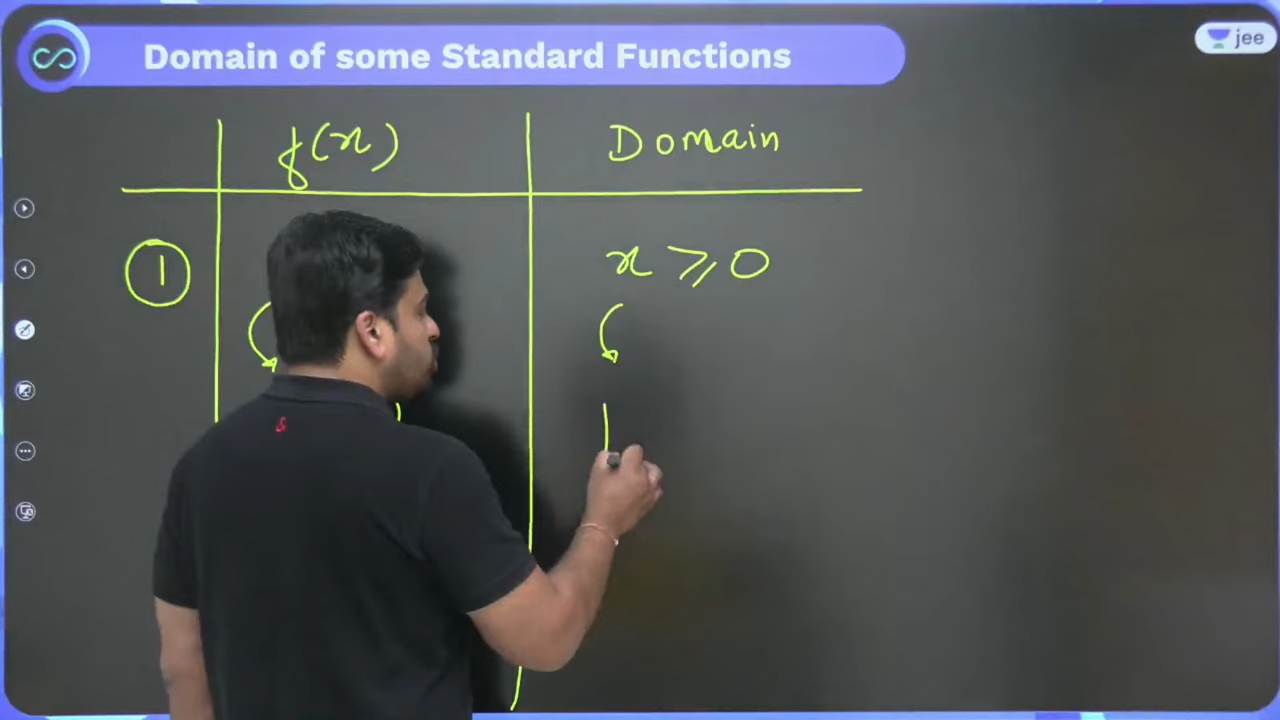 Domain of some Standard Functions
jee
f(x) Domain
1 x ⩾ 0